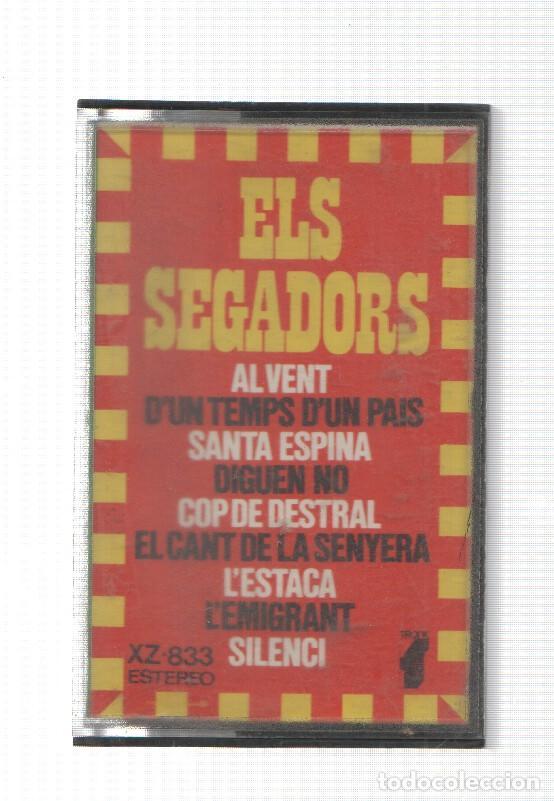 ELS
SEGADORS
AL VENT
D'UN TEMPS D'UN PAIS
SANTA ESPINA
DIGUEN NO
COP DE DESTRAL
EL CANT DE LA SENYERA
L'ESTACA
L'EMIGRANT
SILENCI
XZ-833
ESTEREO
todocoleccion